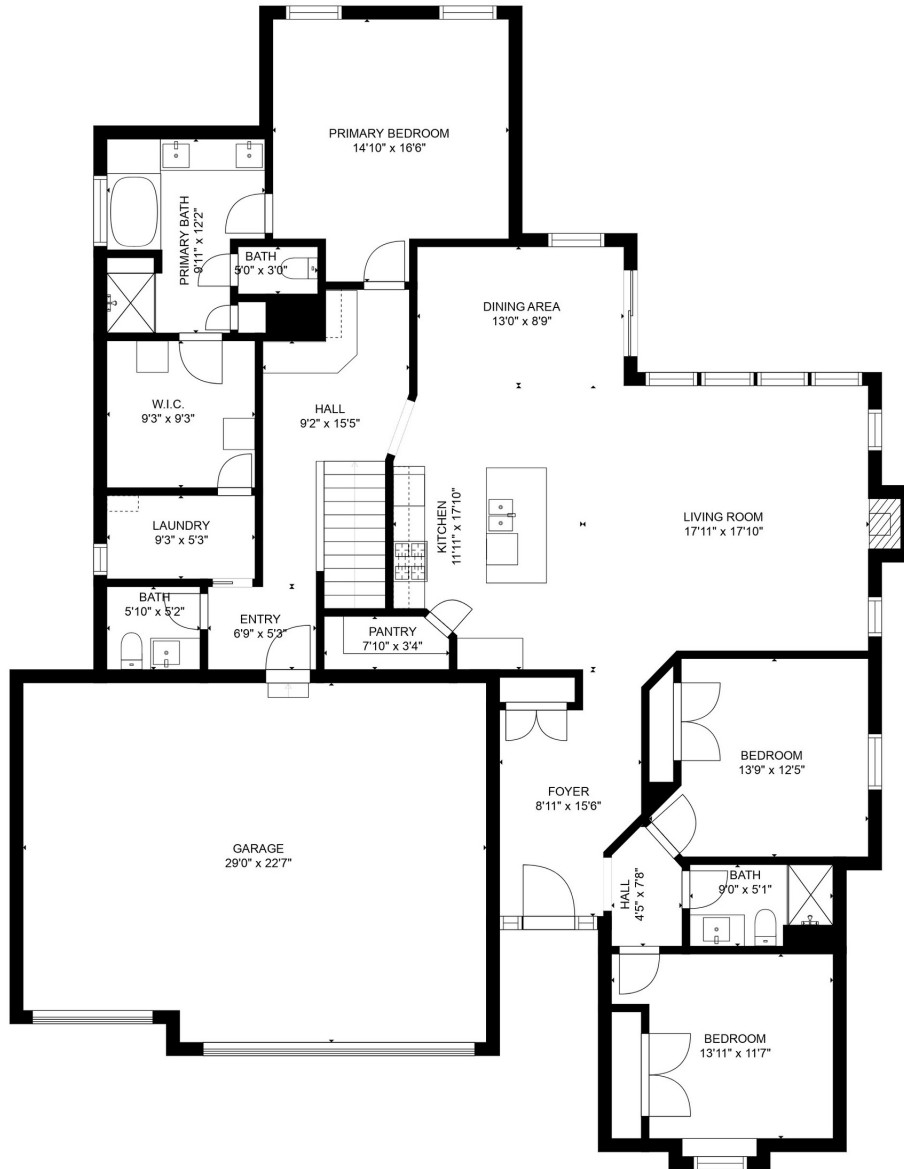 PRIMARY BEDROOM
14'10" x 16'6"
PRIMARY BATH
9'11" x 12'2"
BATH
5'0" x 3'0"
DINING AREA
13'0" x 8'9"
W.I.C.
9'3" x 9'3"
HALL
9'2" x 15'5"
KITCHEN
11'11" x 17'10"
LIVING ROOM
17'11" x 17'10"
LAUNDRY
9'3" x 5'3"
BATH
5'10" x 5'2"
ENTRY
6'9" x 5'3"
PANTRY
7'10" x 3'4"
BEDROOM
13'9" x 12'5"
FOYER
8'11" x 15'6"
GARAGE
29'0" x 22'7"
HALL
4'5" x 7'8"
BATH
9'0" x 5'1"
BEDROOM
13'11" x 11'7"